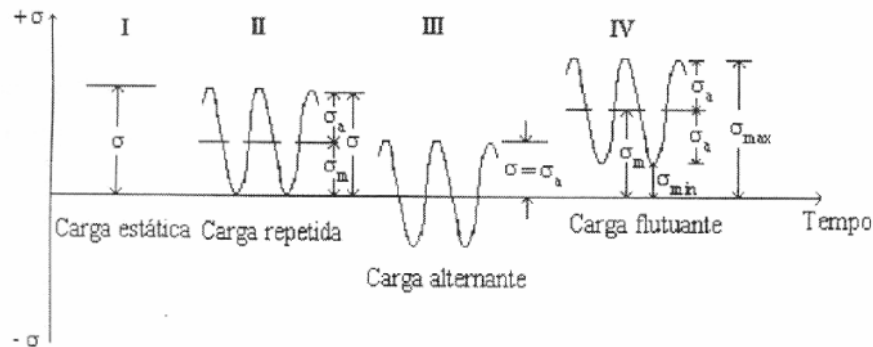 +σ
I II III IV
σ σa σm σ σ=σa σm σa σa σmin σmax
Carga estática Carga repetida Carga flutuante Tempo
Carga alternante
-σ